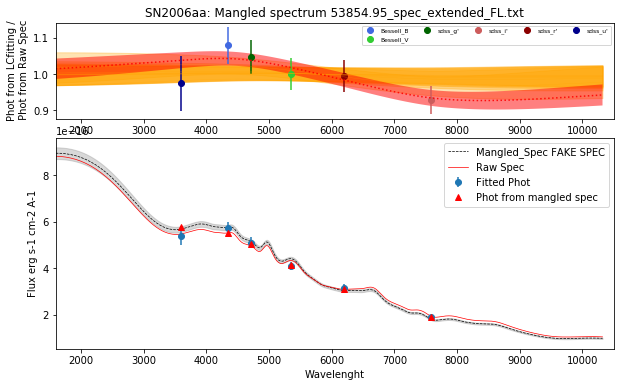 SN2006aa: Mangled spectrum 53854.95_spec_extended_FL.txt
Phot from LCfitting /
Phot from Raw Spec
1.1
1.0
0.9
Bessell_B
Bessell_V
sdss_g'
sdss_i'
sdss_r'
sdss_u'
2000 3000 4000 5000 6000 7000 8000 9000 10000
1e-16
Flux erg s-1 cm-2 A-1
8
6
4
2
Mangled_Spec FAKE SPEC
Raw Spec
Fitted Phot
Phot from mangled spec
2000 3000 4000 5000 6000 7000 8000 9000 10000
Wavelenght